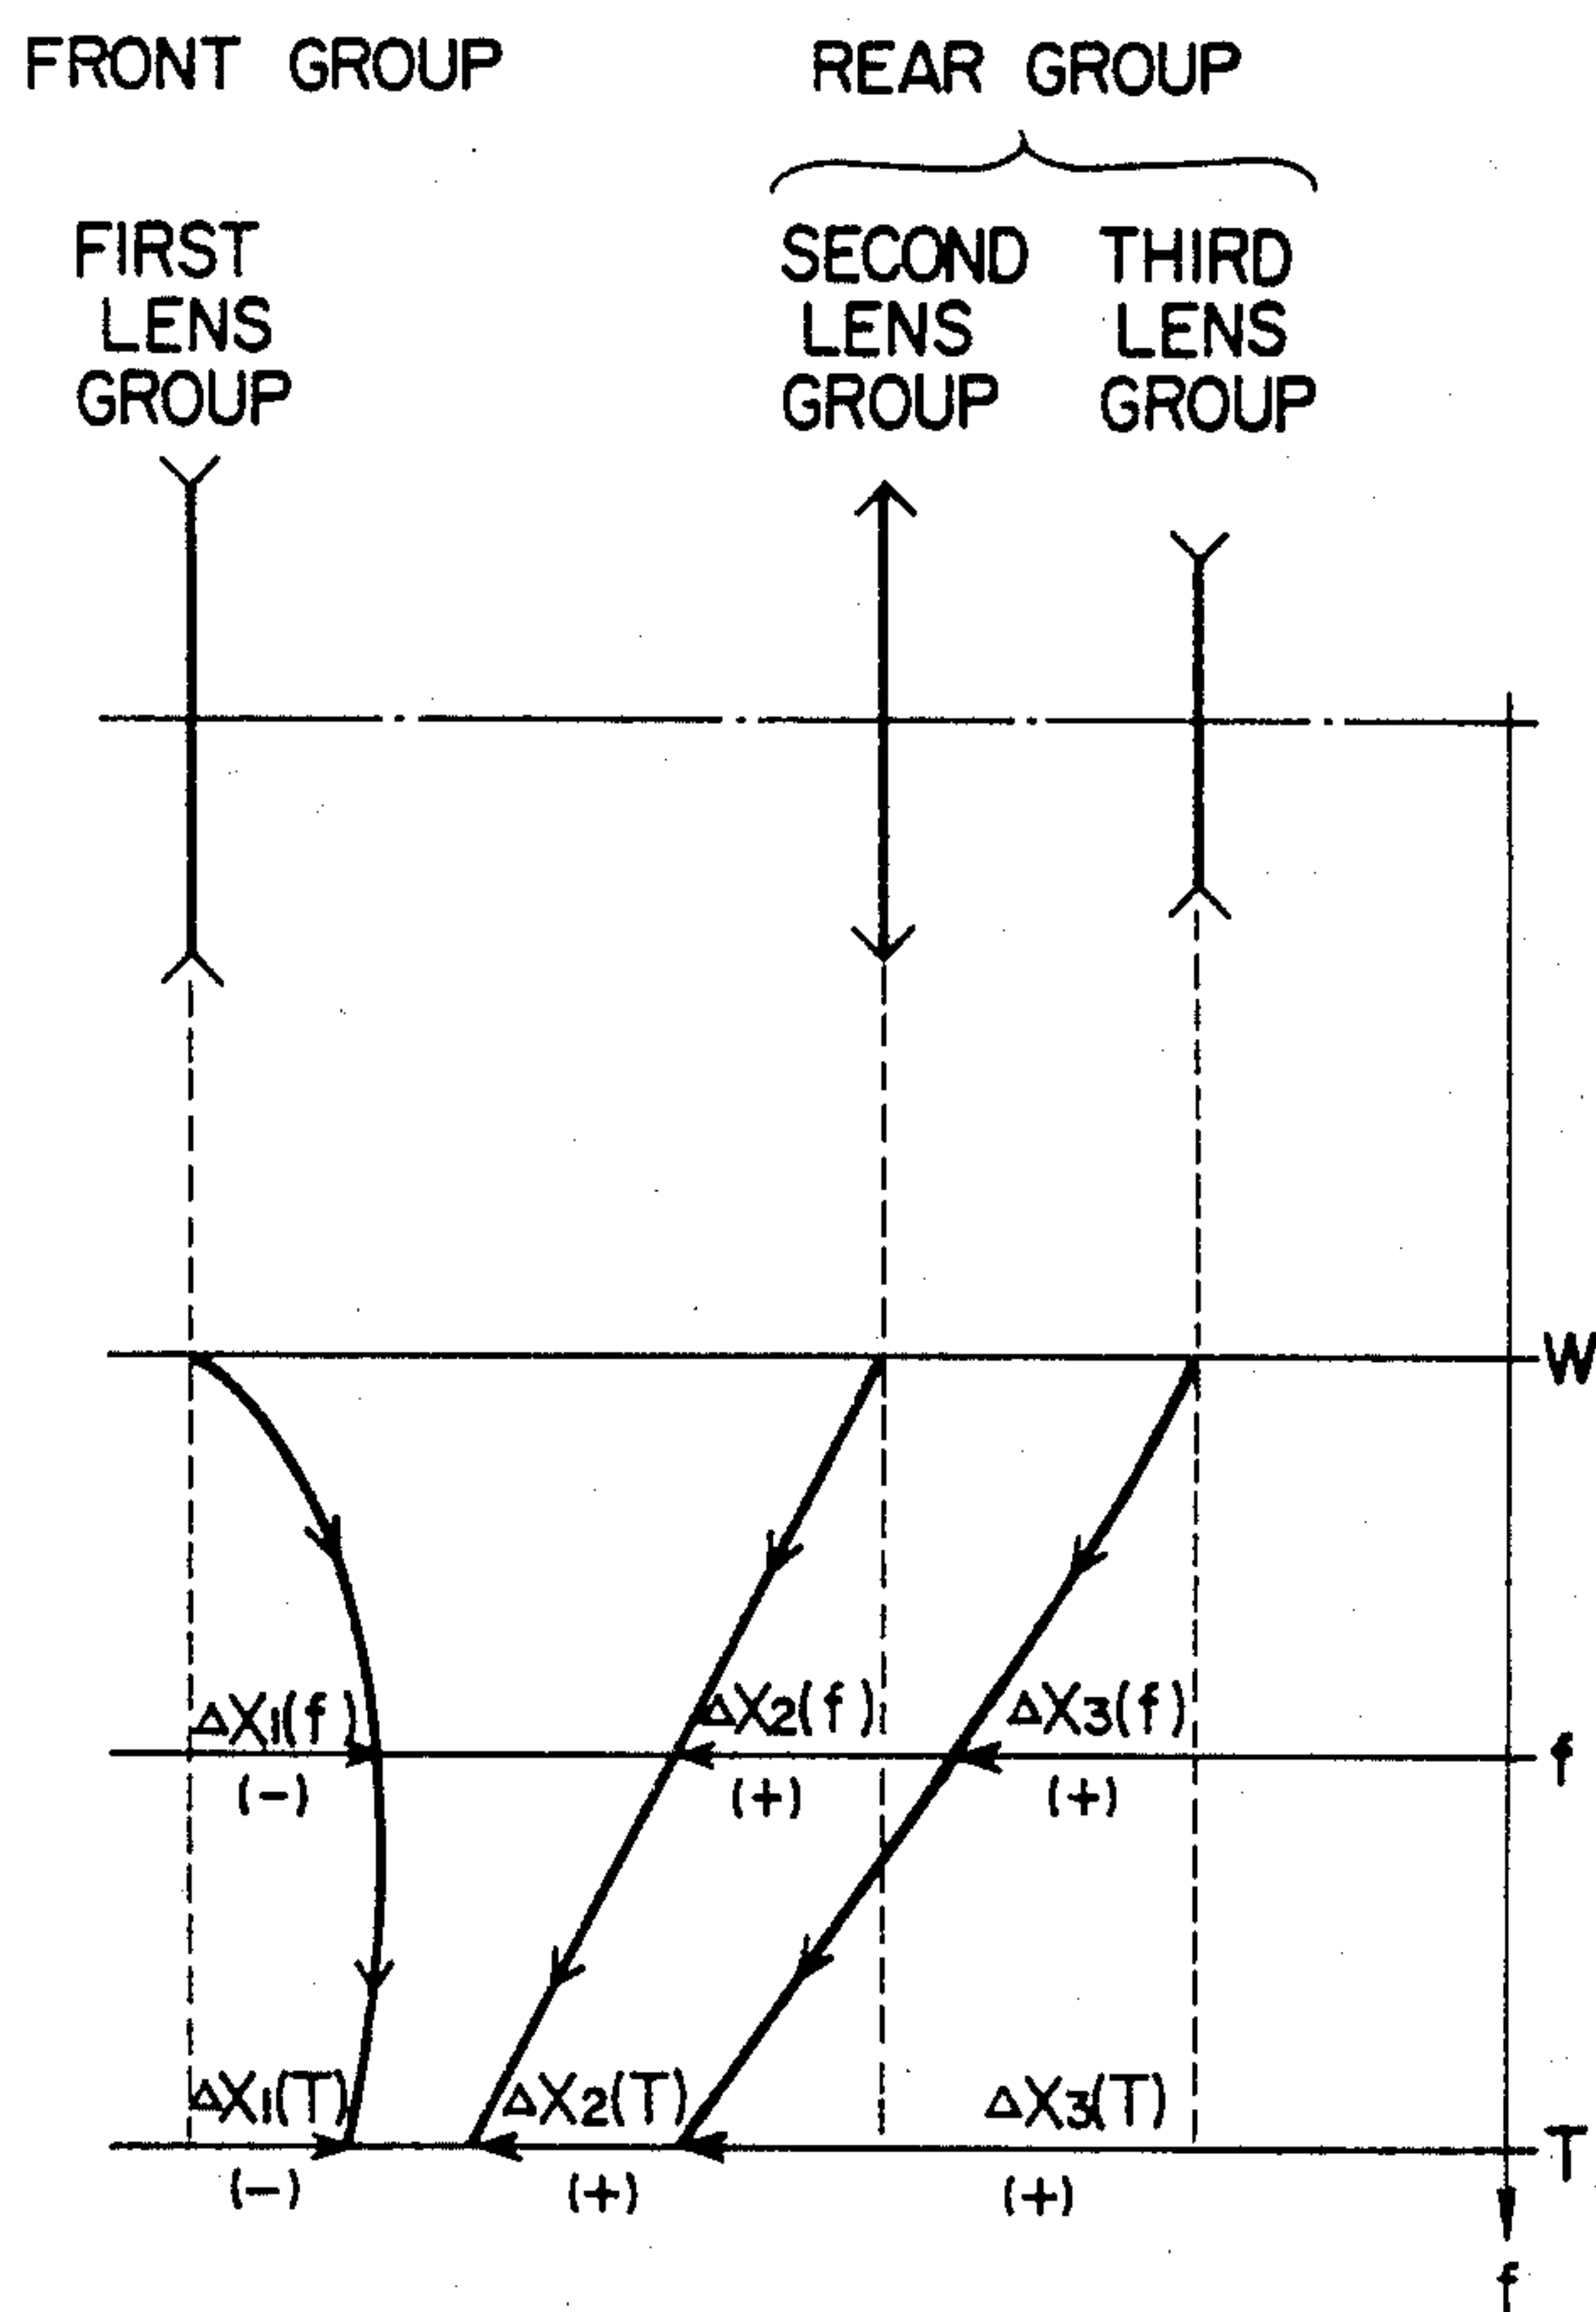 FRONT GROUP
REAR GROUP
FIRST
LENS
GROUP
SECOND
LENS
GROUP
THIRD
LENS
GROUP
W
ΔX1(f)
ΔX2(f)
ΔX3(f)
f
(-)
(+)
(+)
ΔX1(T)
ΔX2(T)
ΔX3(T)
T
(-)
(+)
(+)
f